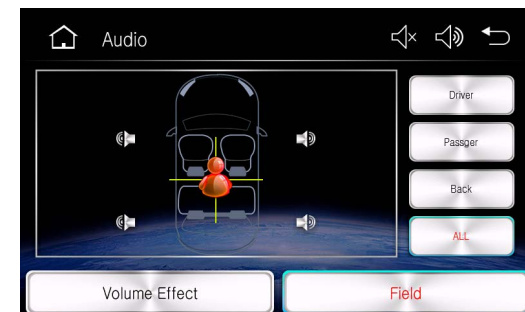 Audio
Driver
Passger
Back
ALL
Volume Effect
Field